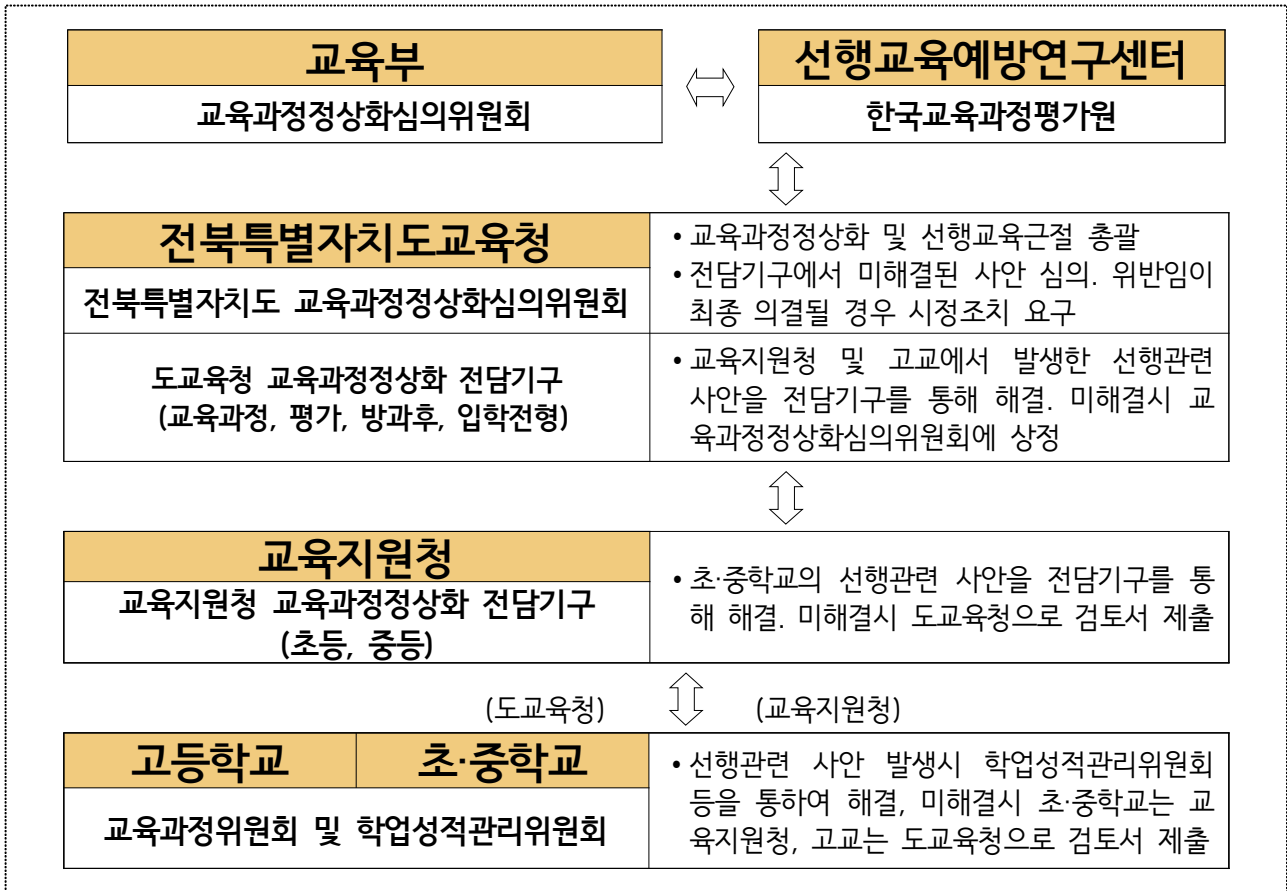 교육부
교육과정정상화심의위원회
선행교육예방연구센터
한국교육과정평가원
전북특별자치도교육청
전북특별자치도 교육과정정상화심의위원회
• 교육과정정상화 및 선행교육근절 총괄
• 전담기구에서 미해결된 사안 심의. 위반임이
최종 의결될 경우 시정조치 요구
도교육청 교육과정정상화 전담기구
(교육과정, 평가, 방과후, 입학전형)
• 교육지원청 및 고교에서 발생한 선행관련
사안을 전담기구를 통해 해결. 미해결시 교
육과정정상화심의위원회에 상정
교육지원청
교육지원청 교육과정정상화 전담기구
(초등, 중등)
• 초·중학교의 선행관련 사안을 전담기구를 통
해 해결. 미해결시 도교육청으로 검토서 제출
(도교육청)
(교육지원청)
고등학교
초·중학교
교육과정위원회 및 학업성적관리위원회
• 선행관련 사안 발생시 학업성적관리위원회
등을 통하여 해결, 미해결시 초·중학교는 교
육지원청, 고교는 도교육청으로 검토서 제출